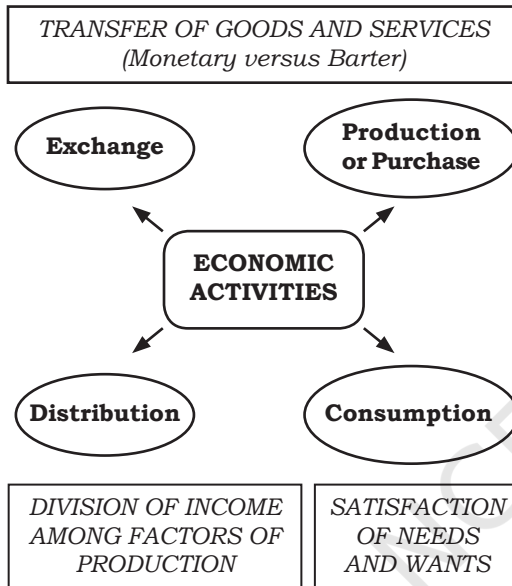 TRANSFER OF GOODS AND SERVICES
(Monetary versus Barter)
Exchange
Production
or Purchase
ECONOMIC
ACTIVITIES
Distribution
Consumption
DIVISION OF INCOME
AMONG FACTORS OF
PRODUCTION
SATISFACTION
OF NEEDS
AND WANTS